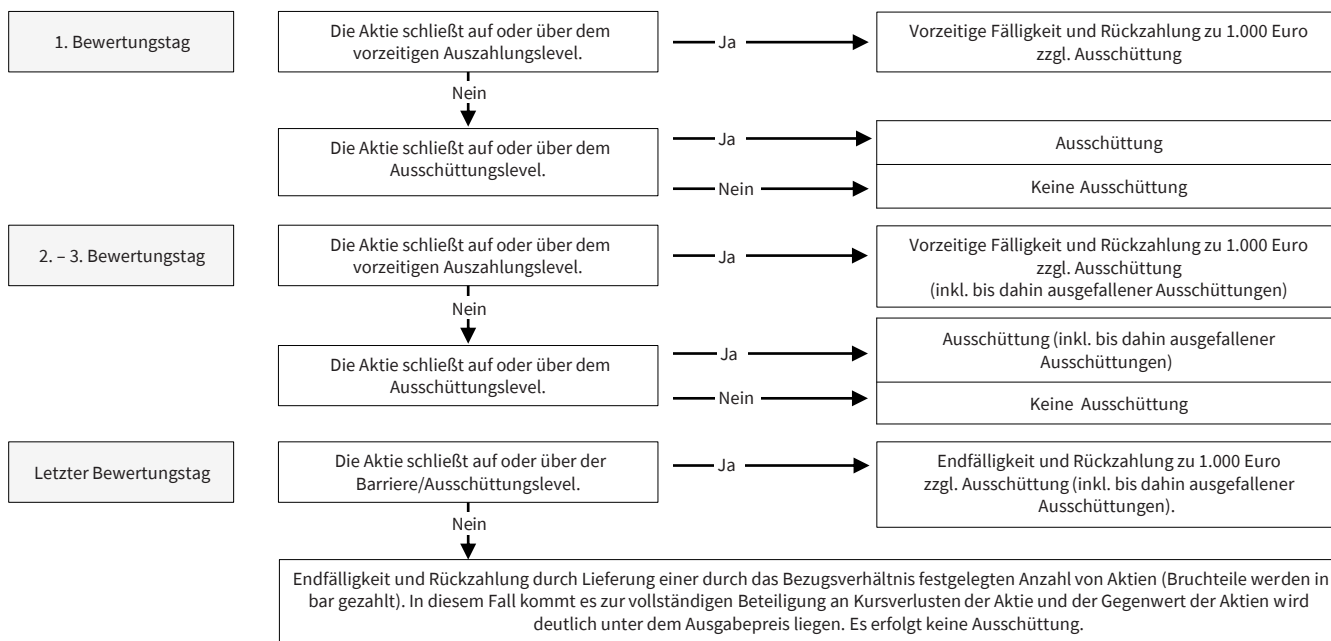 1. Bewertungstag
Die Aktie schließt auf oder über dem
vorzeitigen Auszahlungslevel.
Ja
Vorzeitige Fälligkeit und Rückzahlung zu 1.000 Euro
zzgl. Ausschüttung
Nein
Die Aktie schließt auf oder über dem
Ausschüttungslevel.
Ja
Ausschüttung
Nein
Keine Ausschüttung
2. – 3. Bewertungstag
Die Aktie schließt auf oder über dem
vorzeitigen Auszahlungslevel.
Ja
Vorzeitige Fälligkeit und Rückzahlung zu 1.000 Euro
zzgl. Ausschüttung
(inkl. bis dahin ausgefallener Ausschüttungen)
Nein
Die Aktie schließt auf oder über dem
Ausschüttungslevel.
Ja
Ausschüttung (inkl. bis dahin ausgefallener
Ausschüttungen)
Nein
Keine Ausschüttung
Letzter Bewertungstag
Die Aktie schließt auf oder über der
Barriere/Ausschüttungslevel.
Ja
Endfälligkeit und Rückzahlung zu 1.000 Euro
zzgl. Ausschüttung (inkl. bis dahin ausgefallener
Ausschüttungen).
Nein
Endfälligkeit und Rückzahlung durch Lieferung einer durch das Bezugsverhältnis festgelegten Anzahl von Aktien (Bruchteile werden in
bar gezahlt). In diesem Fall kommt es zur vollständigen Beteiligung an Kursverlusten der Aktie und der Gegenwert der Aktien wird
deutlich unter dem Ausgabepreis liegen. Es erfolgt keine Ausschüttung.